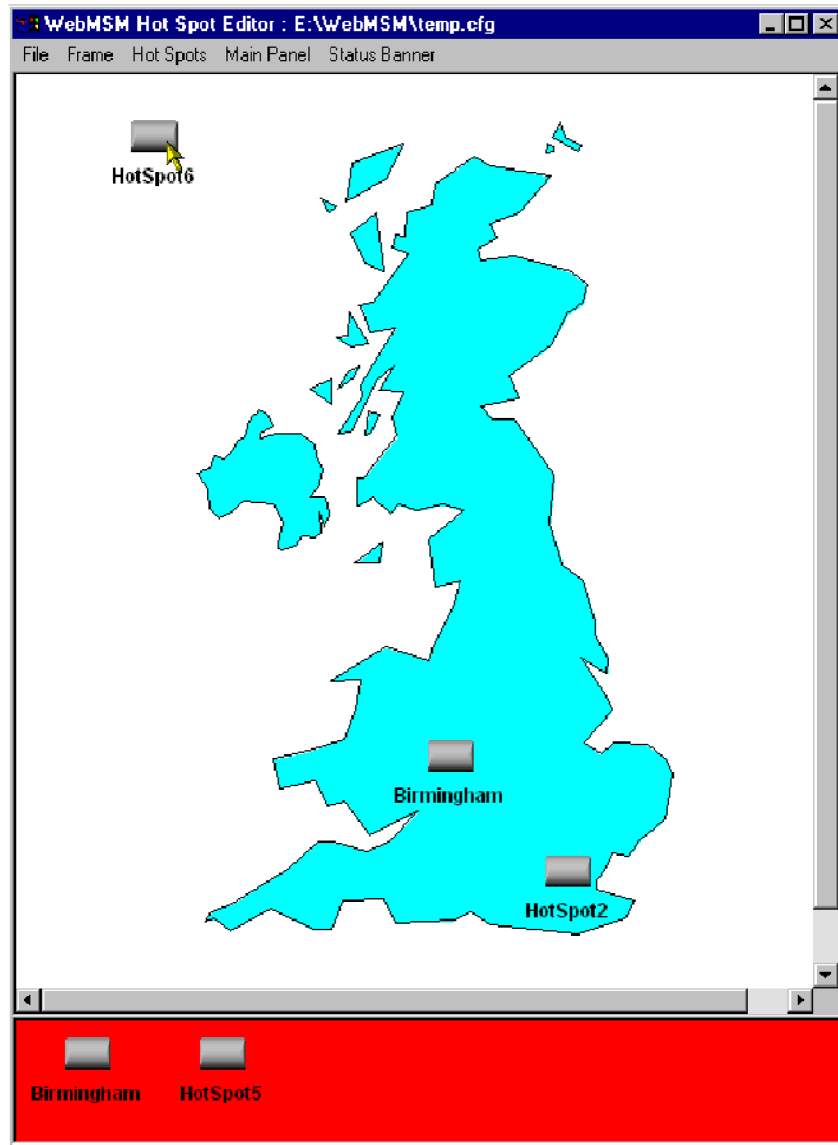 WebMSM Hot Spot Editor : E:\WebMSM\temp.cfg
File Frame Hot Spots Main Panel Status Banner
HotSpot6
Birmingham
HotSpot2
Birmingham HotSpot5